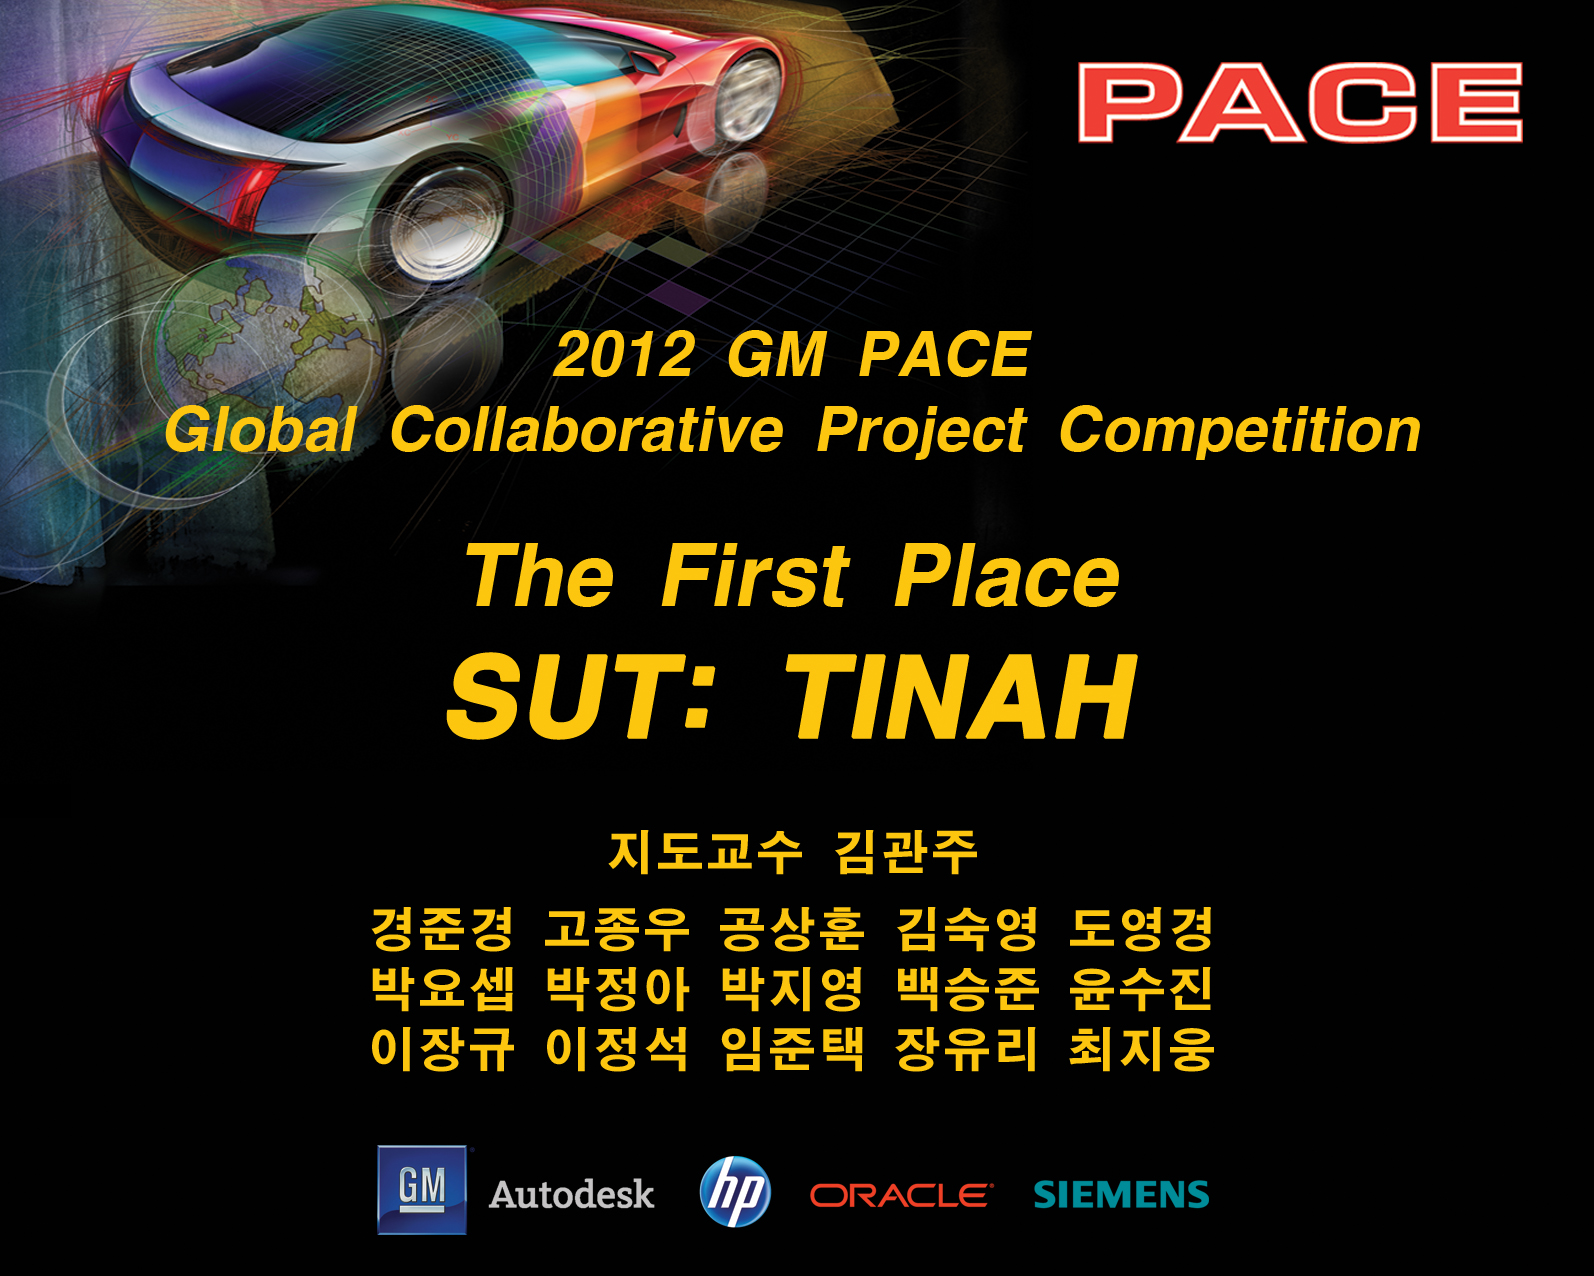 PACE
2012 GM PACE
Global Collaborative Project Competition
The First Place
SUT: TINAH
지도교수 김관주
경준경 고종우 공상훈 김숙영 도영경
박요셉 박정아 박지영 백승준 윤수진
이장규 이정석 임준택 장유리 최지웅
GM Autodesk hp ORACLE SIEMENS